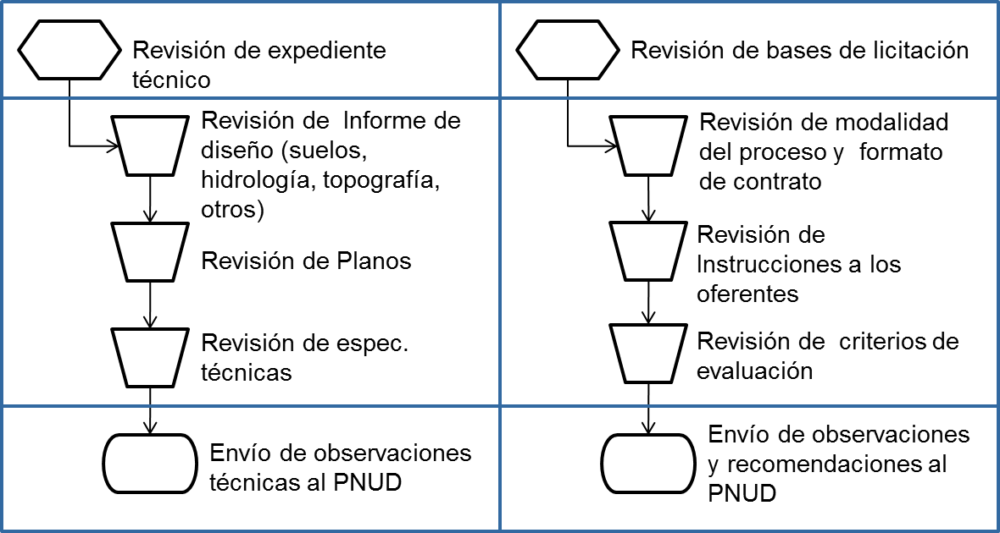 Revisión de expediente
técnico
Revisión de Informe de
diseño (suelos,
hidrología, topografía,
otros)
Revisión de Planos
Revisión de espec.
técnicas
Envío de observaciones
técnicas al PNUD
Revisión de bases de licitación
Revisión de modalidad
del proceso y formato
de contrato
Revisión de
Instrucciones a los
oferentes
Revisión de criterios de
evaluación
Envío de observaciones
y recomendaciones al
PNUD